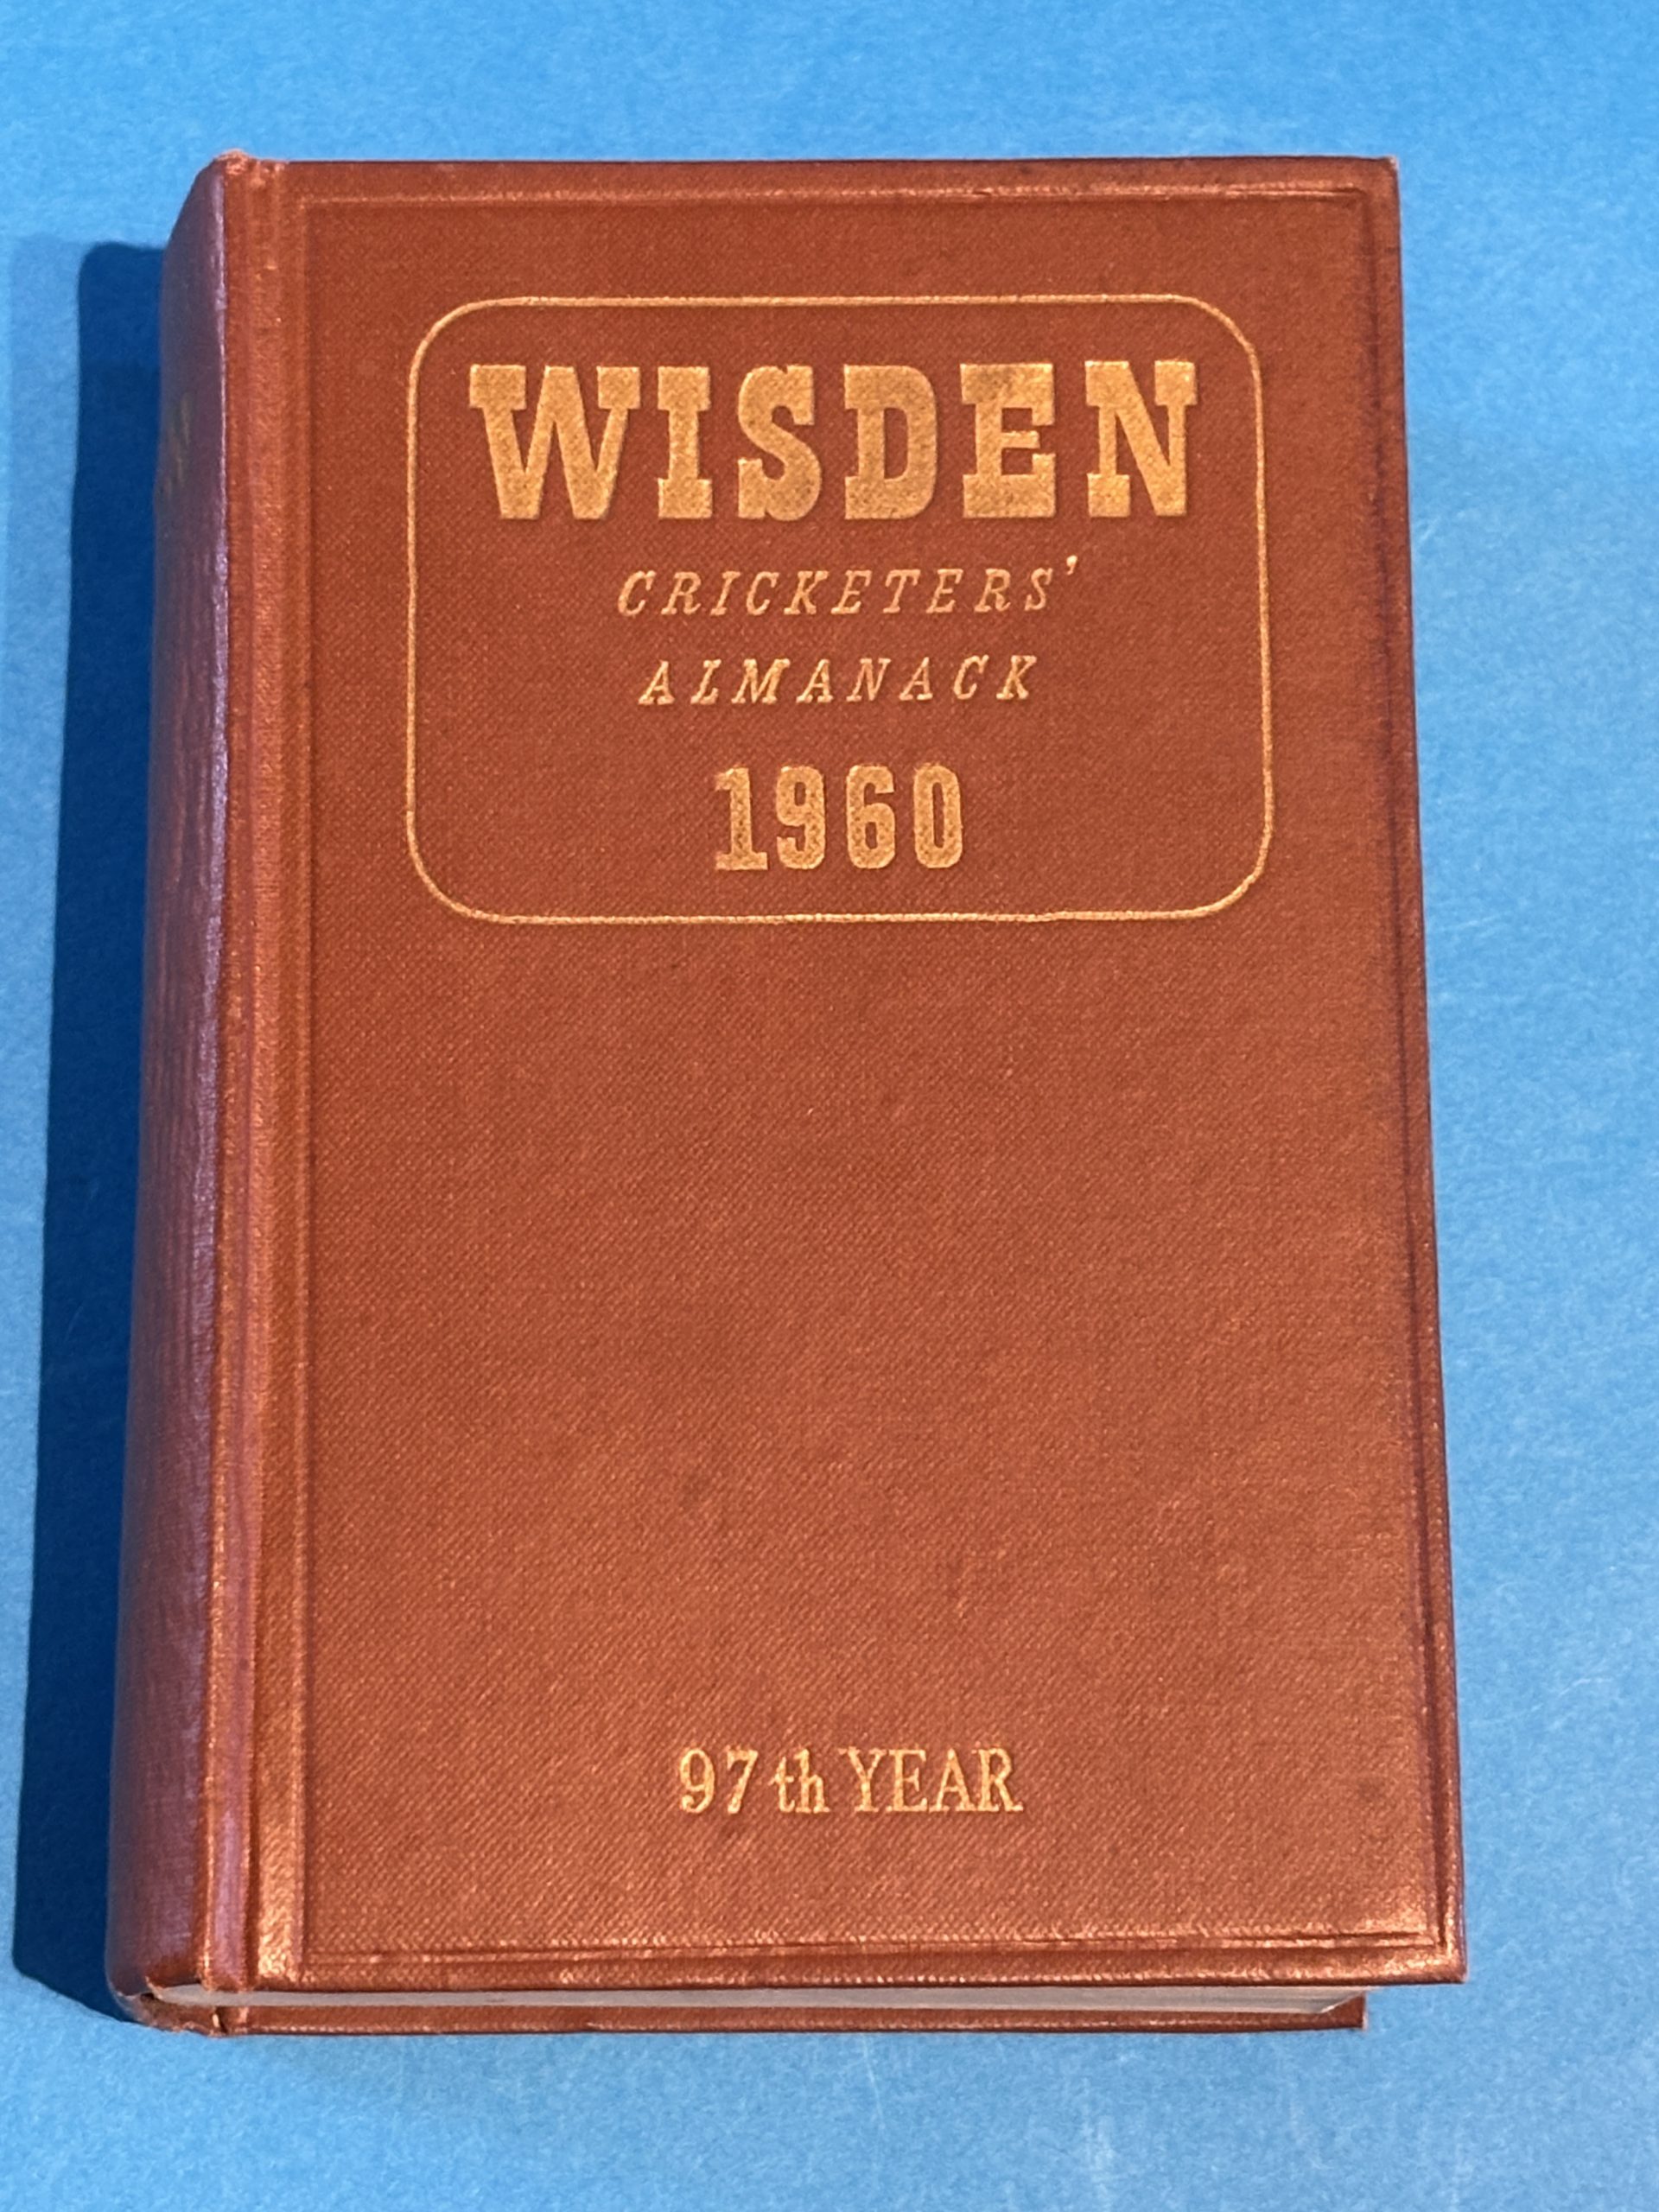 WISDEN
CRICKETERS'
ALMANACK
1960
97th YEAR